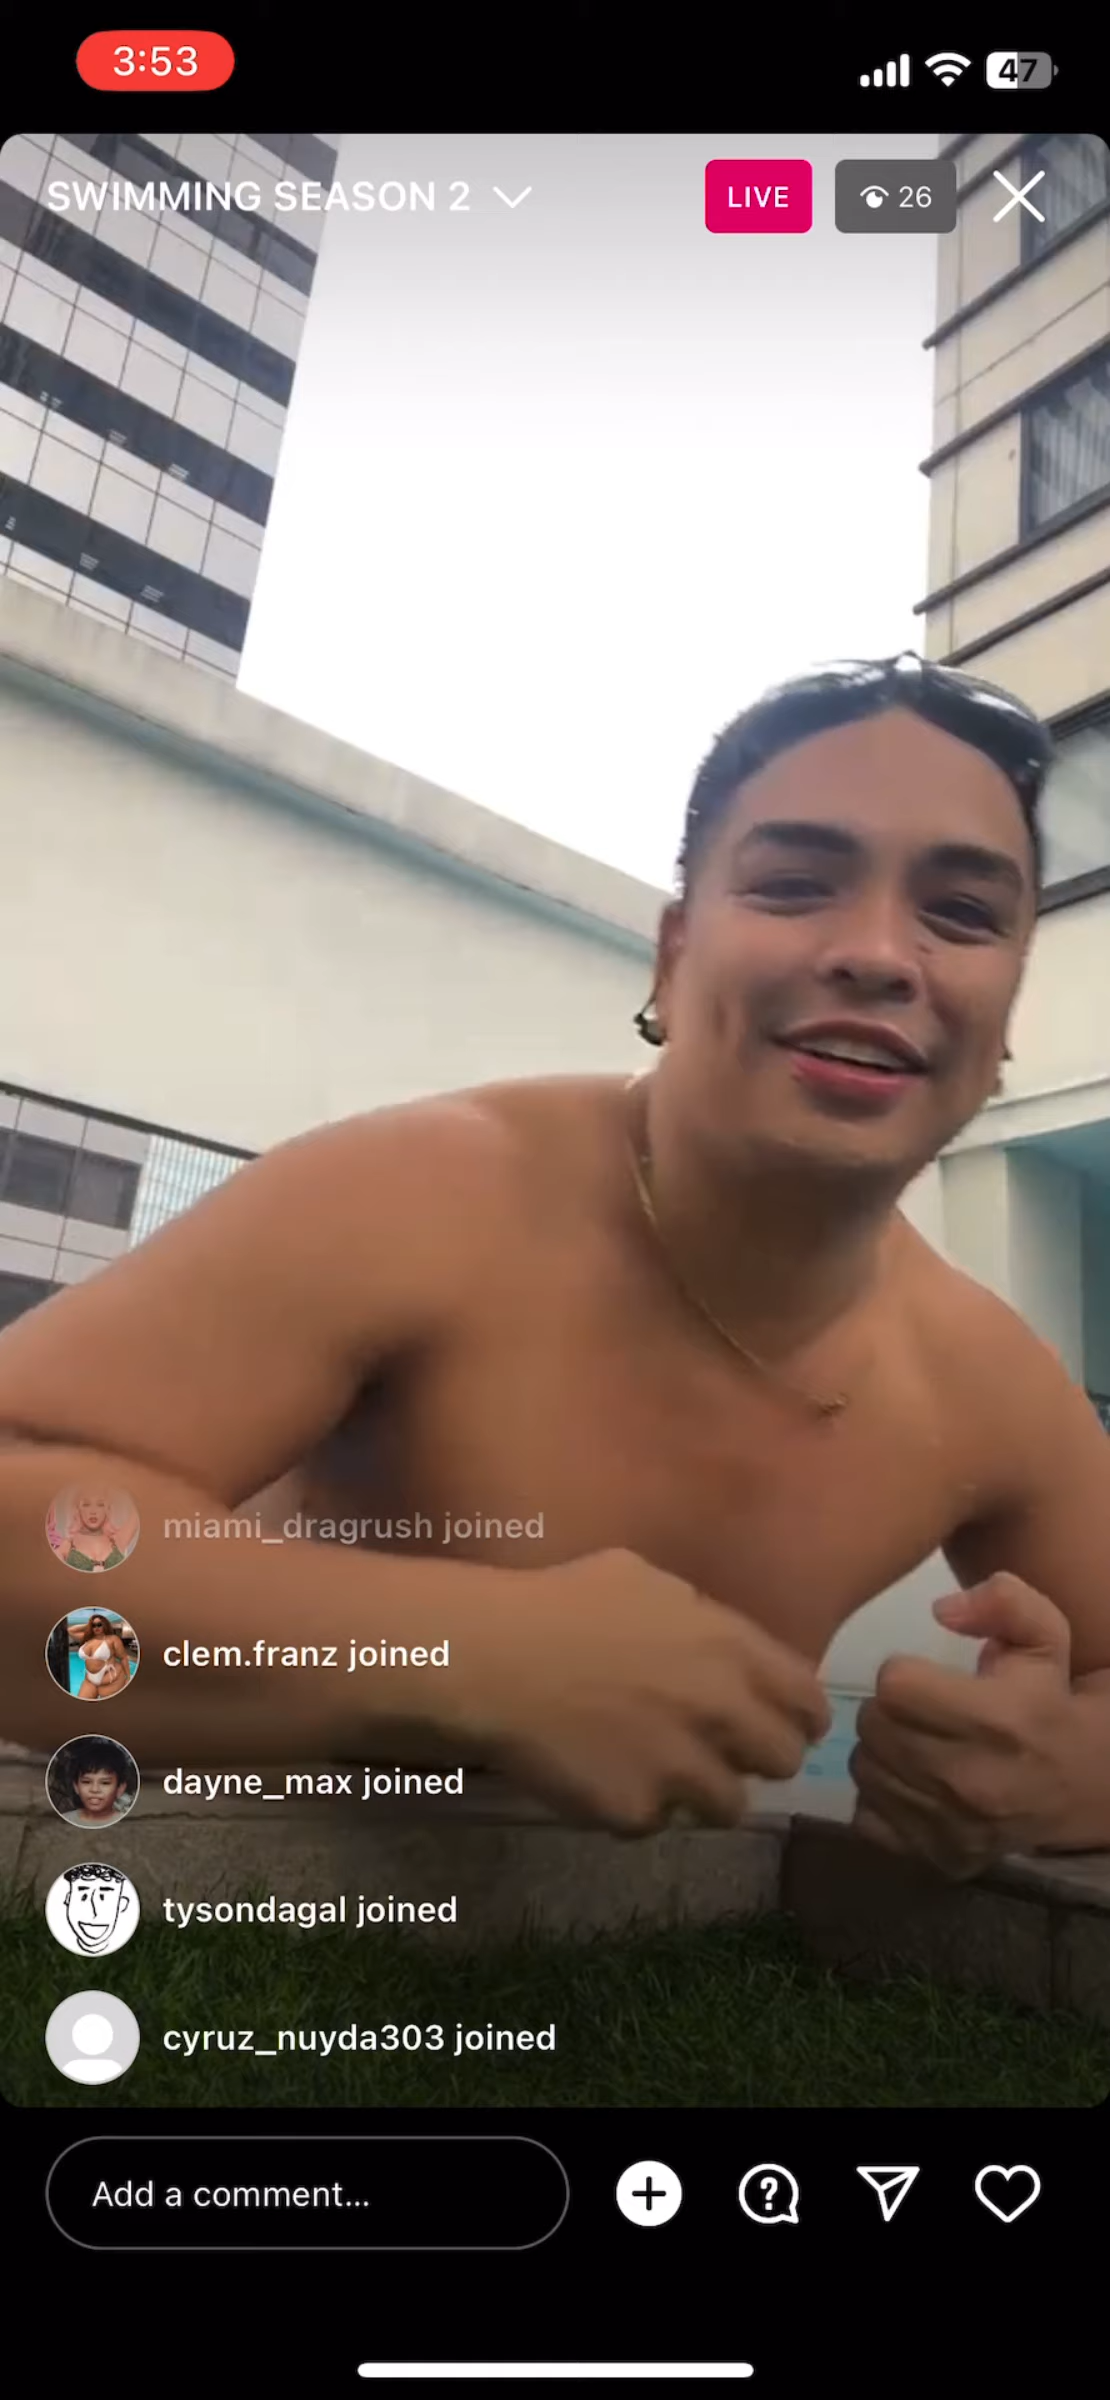 3:53
47
SWIMMING SEASON 2
LIVE
26
miami_dragrush joined
clem.franz joined
dayne_max joined
tysondagal joined
cyruz_nuyda303 joined
Add a comment...